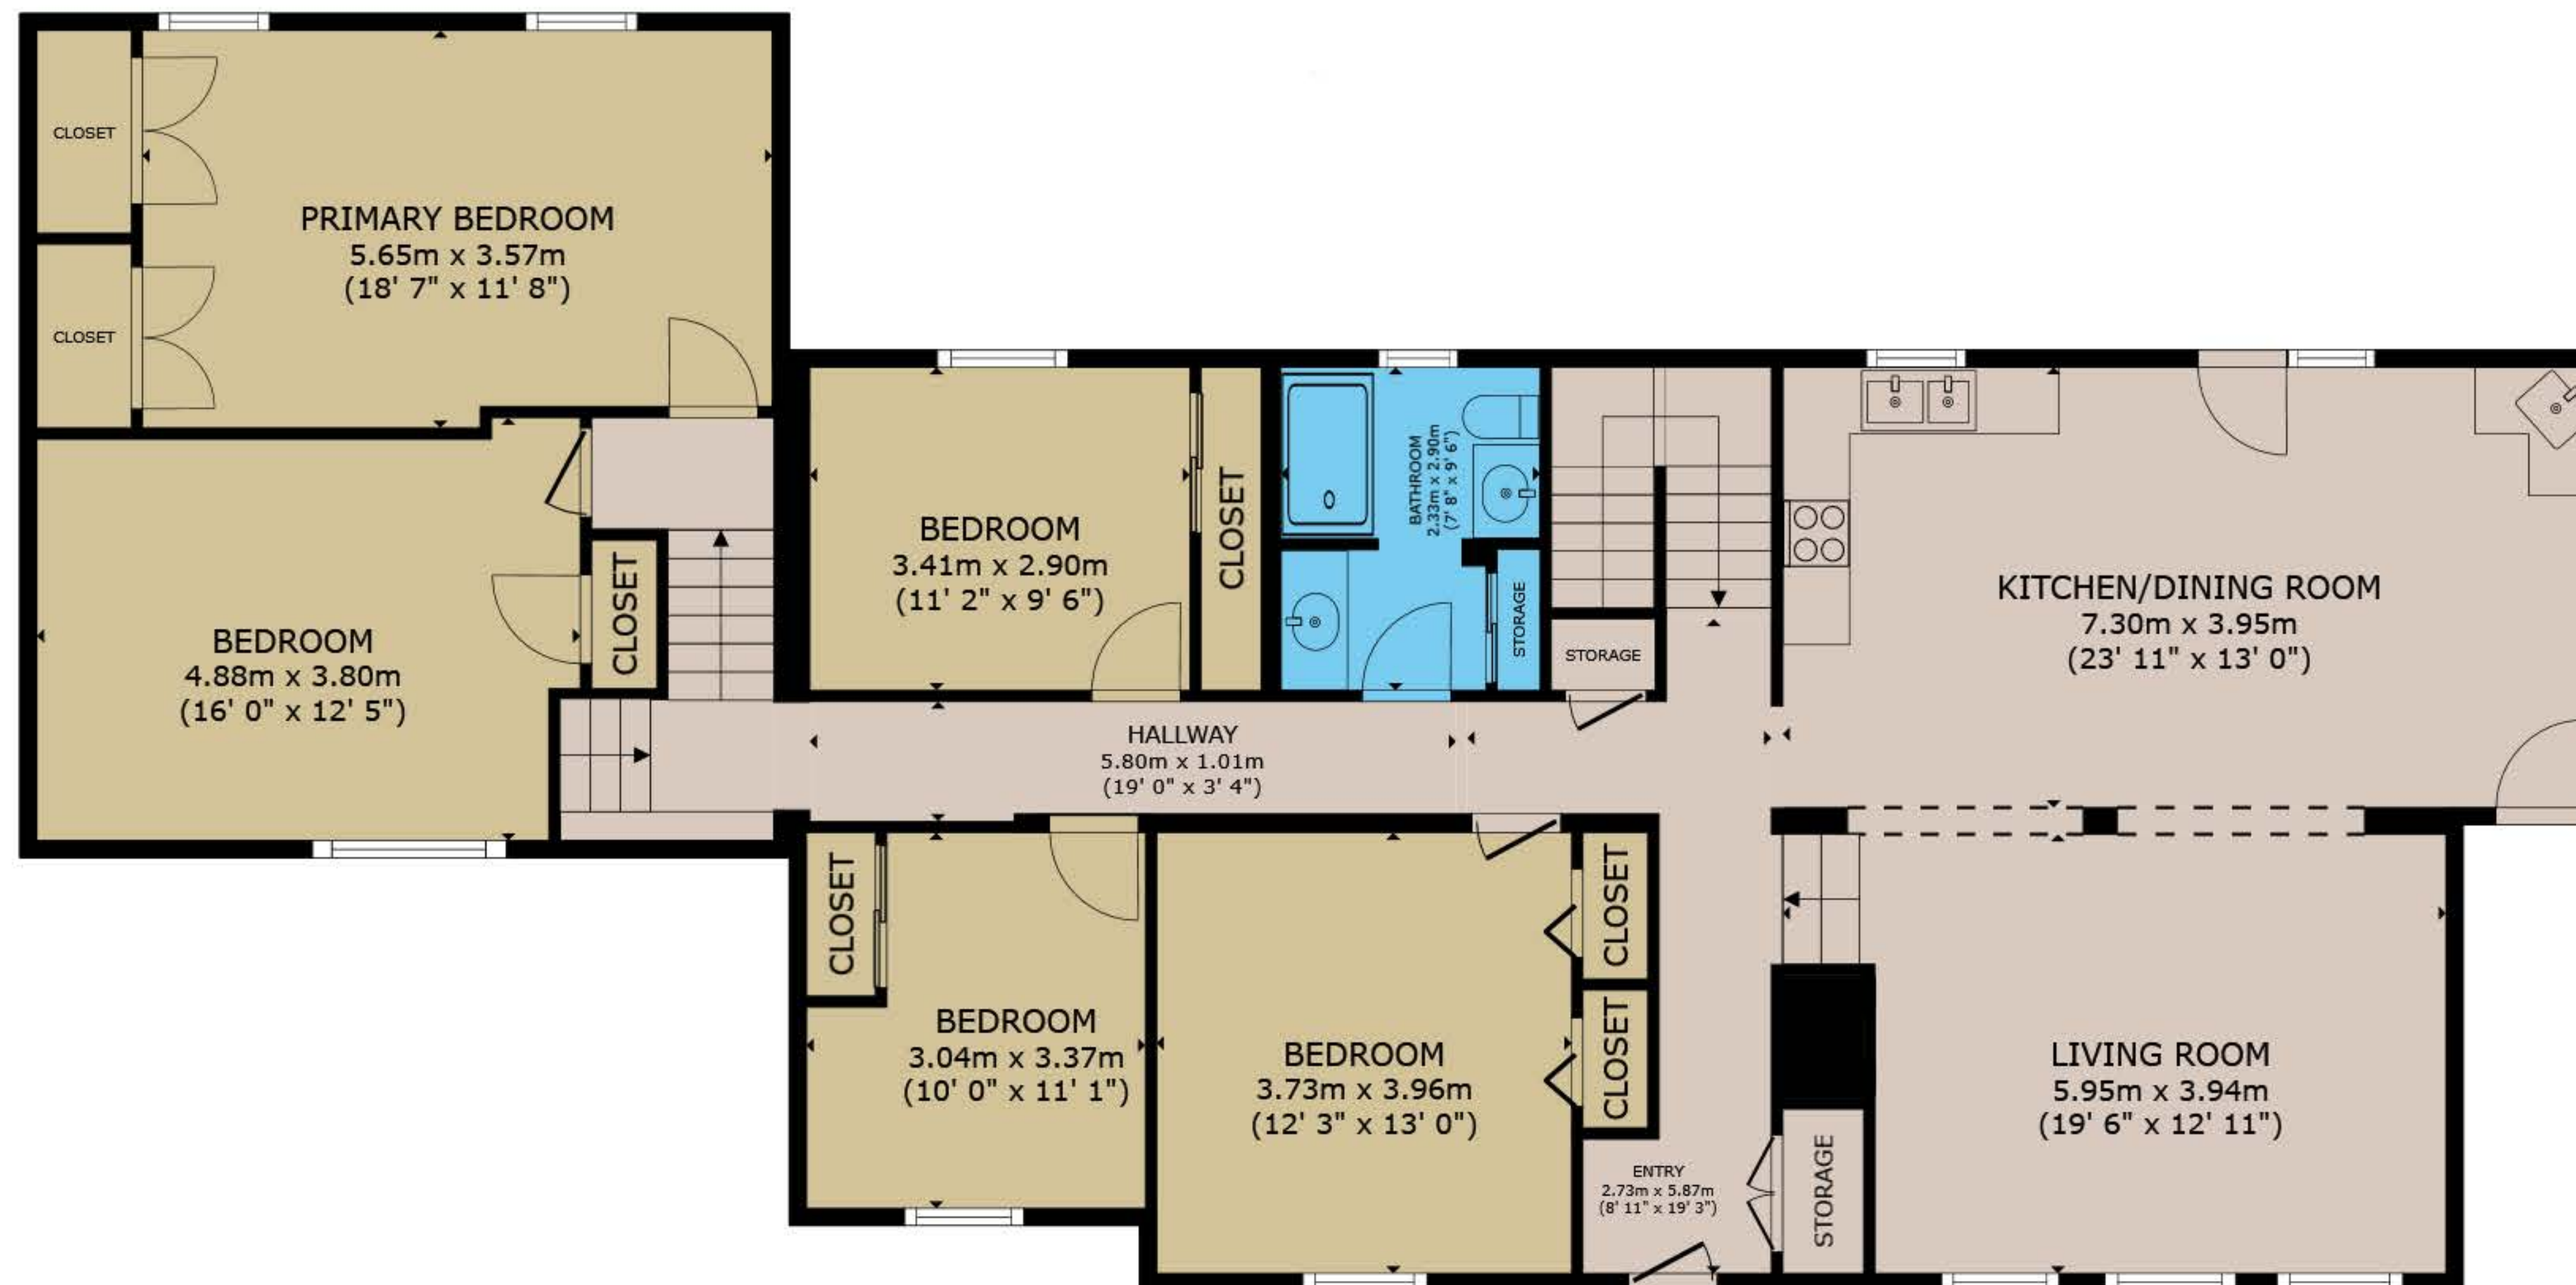 CLOSET
PRIMARY BEDROOM
5.65m x 3.57m
(18' 7" x 11' 8")
CLOSET
BEDROOM
4.88m x 3.80m
(16' 0" x 12' 5")
CLOSET
BEDROOM
3.41m x 2.90m
(11' 2" x 9' 6")
CLOSET
BATHROOM
2.33m x 2.90m
(7' 8" x 9' 6")
STORAGE
STORAGE
KITCHEN/DINING ROOM
7.30m x 3.95m
(23' 11" x 13' 0")
HALLWAY
5.80m x 1.01m
(19' 0" x 3' 4")
CLOSET
BEDROOM
3.04m x 3.37m
(10' 0" x 11' 1")
BEDROOM
3.73m x 3.96m
(12' 3" x 13' 0")
CLOSET
CLOSET
ENTRY
2.73m x 5.87m
(8' 11" x 19' 3")
STORAGE
LIVING ROOM
5.95m x 3.94m
(19' 6" x 12' 11")